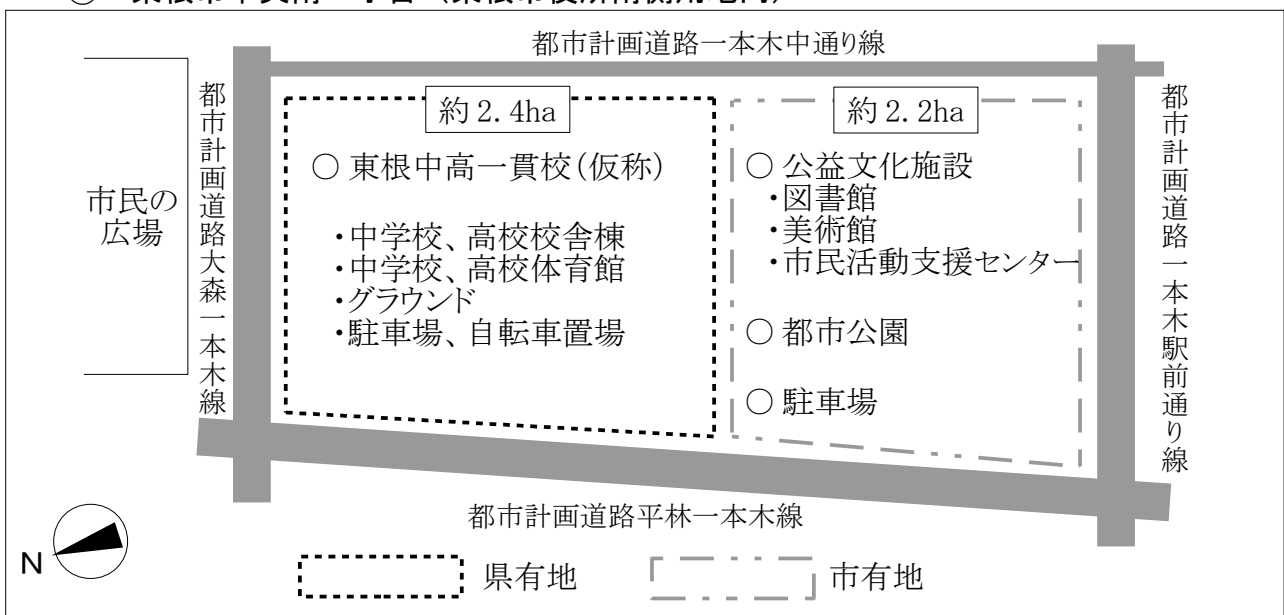 都市計画道路一本木中通り線
市民の
広場
都市計画道路大森一本木線
約2.4ha
○ 東根中高一貫校(仮称)
・中学校、高校校舎棟
・中学校、高校体育館
・グラウンド
・駐車場、自転車置場
約2.2ha
○ 公益文化施設
・図書館
・美術館
・市民活動支援センター
○ 都市公園
○ 駐車場
都市計画道路一本木駅前通り線
都市計画道路平林一本木線
N
県有地
市有地